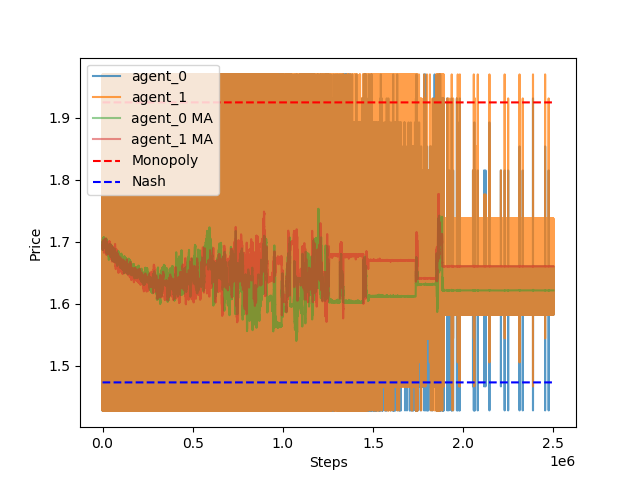 agent_0
agent_1
agent_0 MA
agent_1 MA
Monopoly
Nash
Price
1.9
1.8
1.7
1.6
1.5
0.0 0.5 1.0 1.5 2.0 2.5
Steps 1e6